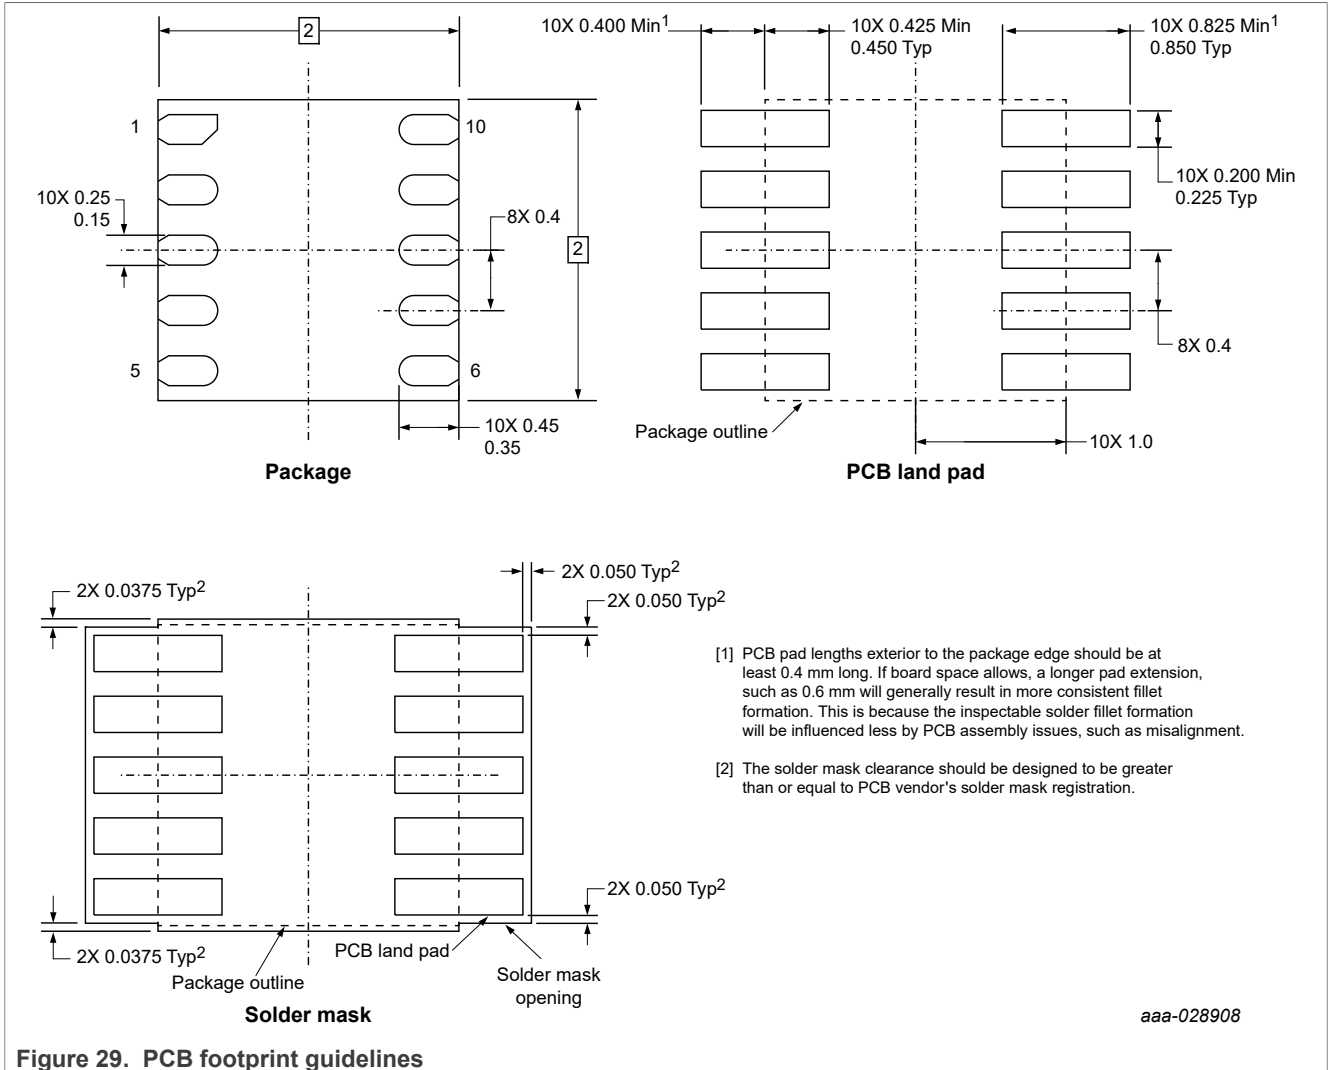 2
1
10
10X 0.25
0.15
8X 0.4
2
5
6
10X 0.45
0.35
Package
10X 0.400 Min1
10X 0.425 Min
0.450 Typ
10X 0.825 Min1
0.850 Typ
10X 0.200 Min
0.225 Typ
8X 0.4
Package outline
10X 1.0
PCB land pad
2X 0.0375 Typ2
2X 0.050 Typ2
2X 0.050 Typ2
2X 0.050 Typ2
2X 0.0375 Typ2
Package outline
PCB land pad
Solder mask
opening
Solder mask
[1] PCB pad lengths exterior to the package edge should be at
least 0.4 mm long. If board space allows, a longer pad extension,
such as 0.6 mm will generally result in more consistent fillet
formation. This is because the inspectable solder fillet formation
will be influenced less by PCB assembly issues, such as misalignment.
[2] The solder mask clearance should be designed to be greater
than or equal to PCB vendor's solder mask registration.
aaa-028908
Figure 29. PCB footprint guidelines